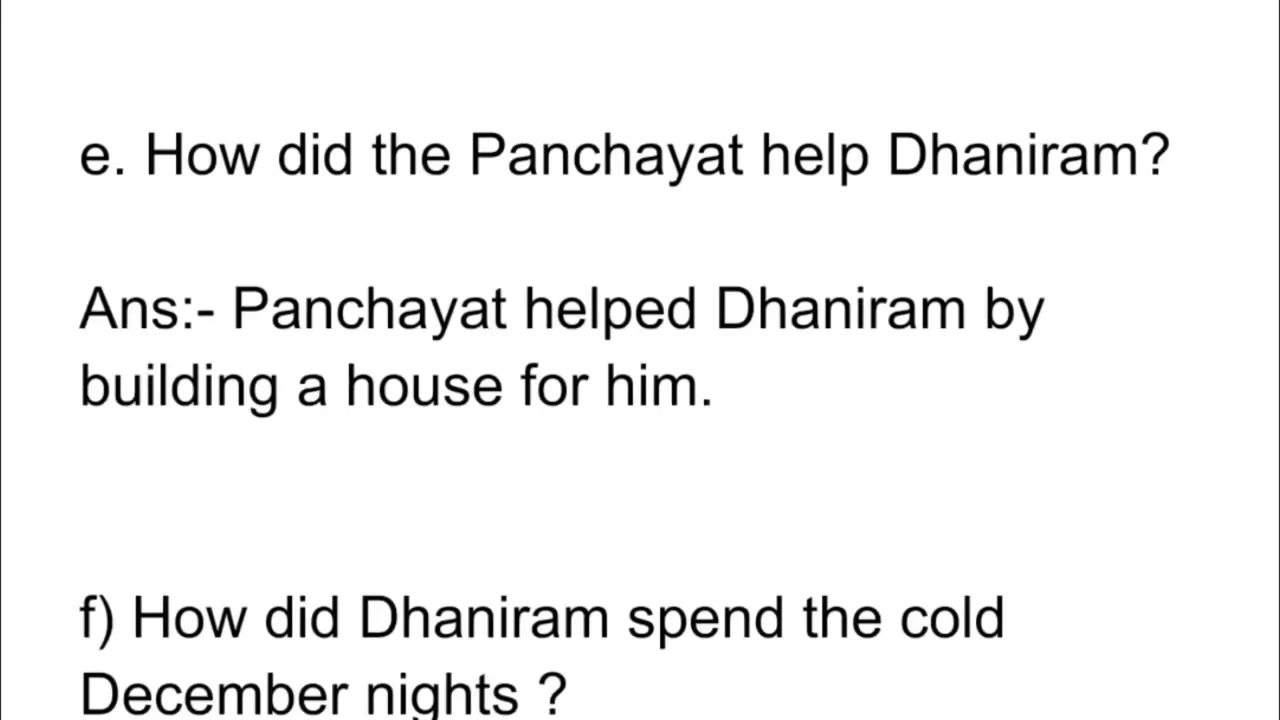 e. How did the Panchayat help Dhaniram?
Ans:- Panchayat helped Dhaniram by
building a house for him.
f) How did Dhaniram spend the cold
December nights ?